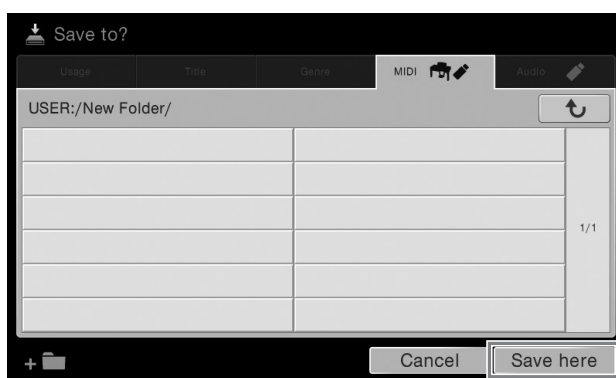 Save to?
Usage Title Genre MIDI Audio
USER:/New Folder/
1/1
+ Cancel Save here